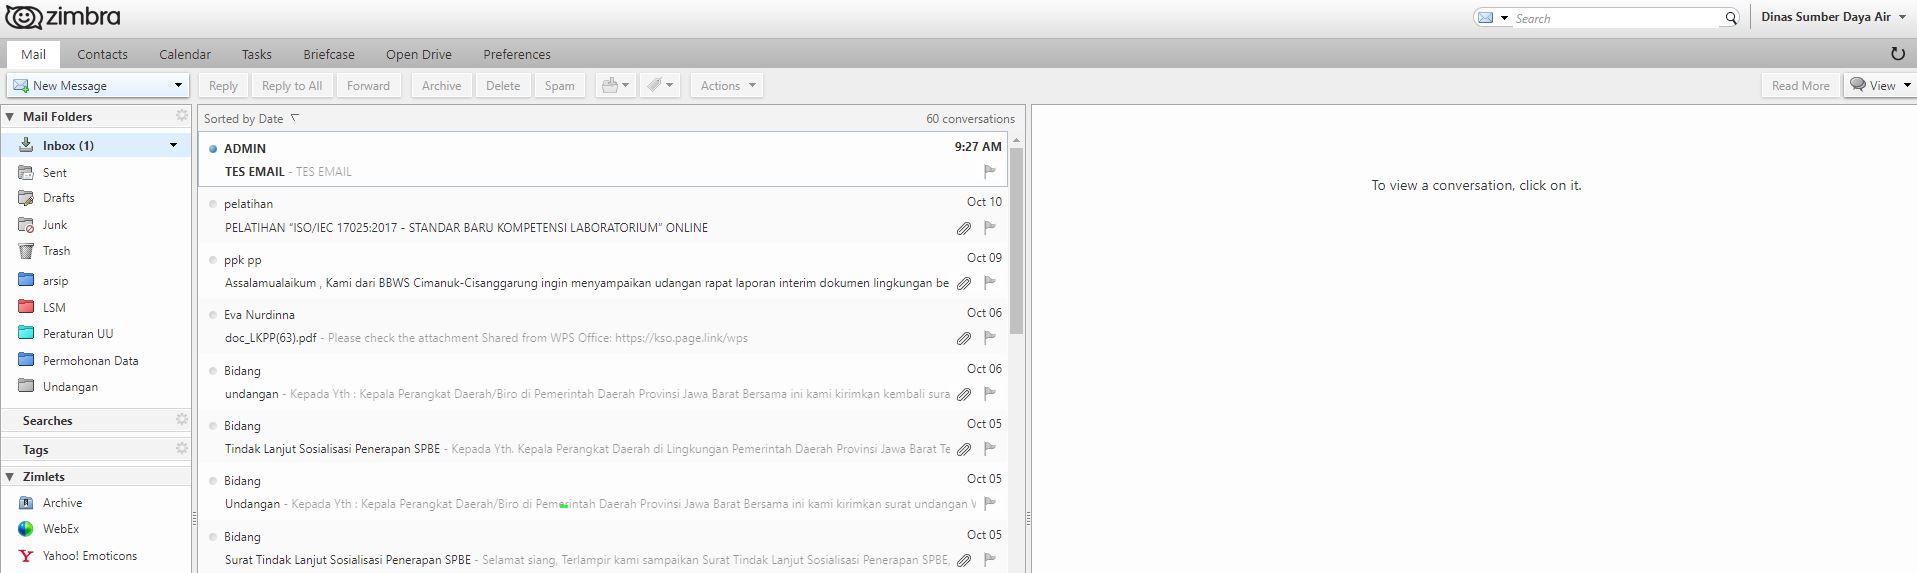 zimbra
Search
Dinas Sumber Daya Air
Mail Contacts Calendar Tasks Briefcase Open Drive Preferences
New Message Reply Reply to All Forward Archive Delete Spam Actions Read More View
Mail Folders
Inbox (1)
Sent
Drafts
Junk
Trash
arsip
LSM
Peraturan UU
Permohonan Data
Undangan
Searches
Tags
Zimlets
Archive
WebEx
Yahoo! Emoticons
Sorted by Date 60 conversations
ADMIN 9:27 AM
TES EMAIL - TES EMAIL
pelatihan Oct 10
PELATIHAN "ISO/IEC 17025:2017 - STANDAR BARU KOMPETENSI LABORATORIUM" ONLINE
ppk pp Oct 09
Assalamualaikum , Kami dari BBWS Cimanuk-Cisanggarung ingin menyampaikan udangan rapat laporan interim dokumen lingkungan be
Eva Nurdinna Oct 06
doc_LKPP(63).pdf - Please check the attachment Shared from WPS Office: https://kso.page.link/wps
Bidang Oct 06
undangan - Kepada Yth : Kepala Perangkat Daerah/Biro di Pemerintah Daerah Provinsi Jawa Barat Bersama ini kami kirimkan kembali sura
Bidang Oct 05
Tindak Lanjut Sosialisasi Penerapan SPBE - Kepada Yth. Kepala Perangkat Daerah di Lingkungan Pemerintah Daerah Provinsi Jawa Barat Te
Bidang Oct 05
Undangan - Kepada Yth : Kepala Perangkat Daerah/Biro di Pemerintah Daerah Provinsi Jawa Barat Bersama ini kami kirimkan surat undangan V
Bidang Oct 05
Surat Tindak Lanjut Sosialisasi Penerapan SPBE - Selamat siang, Terlampir kami sampaikan Surat Tindak Lanjut Sosialisasi Penerapan SPBE,
To view a conversation, click on it.